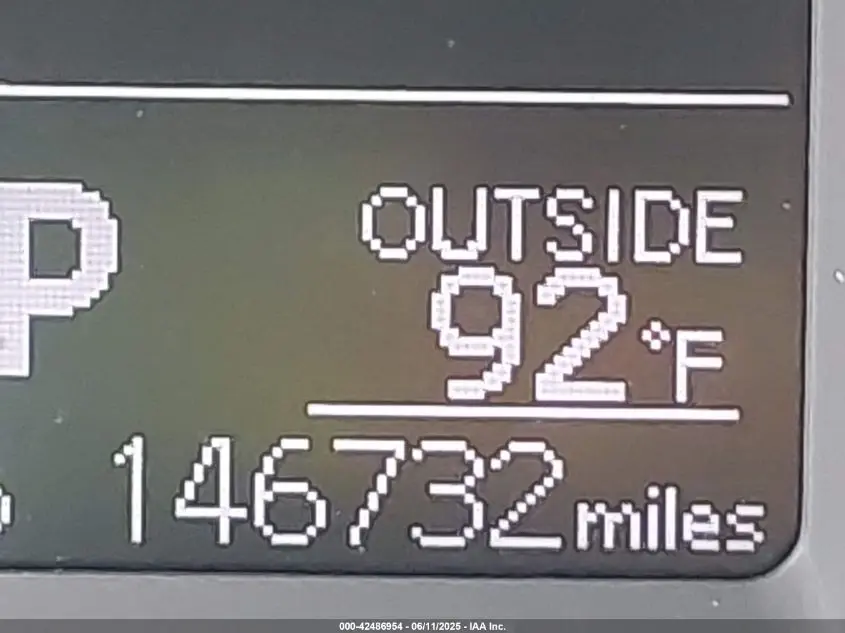 P
OUTSIDE
92°F
146732 miles
000-42486954 - 06/11/2025 - IAA Inc.